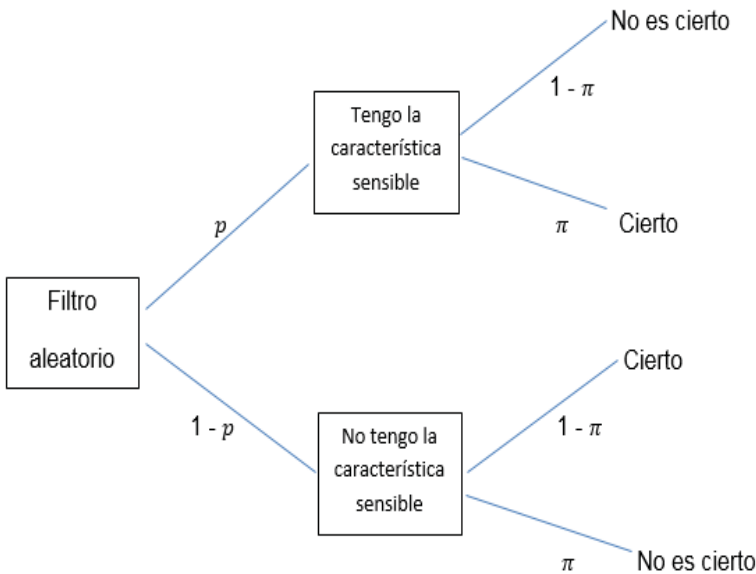 No es cierto
1 - π
Tengo la
característica
sensible
p
π
Cierto
Filtro
aleatorio
Cierto
1 - p
No tengo la
característica
sensible
1 - π
π
No es cierto